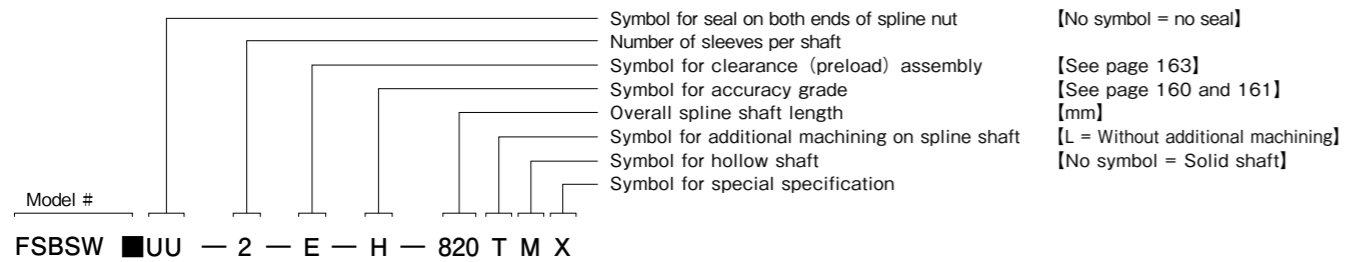 Symbol for seal on both ends of spline nut 【No symbol = no seal】
Number of sleeves per shaft
Symbol for clearance (preload) assembly 【See page 163】
Symbol for accuracy grade 【See page 160 and 161】
Overall spline shaft length 【mm】
Symbol for additional machining on spline shaft 【L = Without additional machining】
Symbol for hollow shaft 【No symbol = Solid shaft】
Symbol for special specification
Model #
FSBSW ■UU — 2 — E — H — 820 T M X